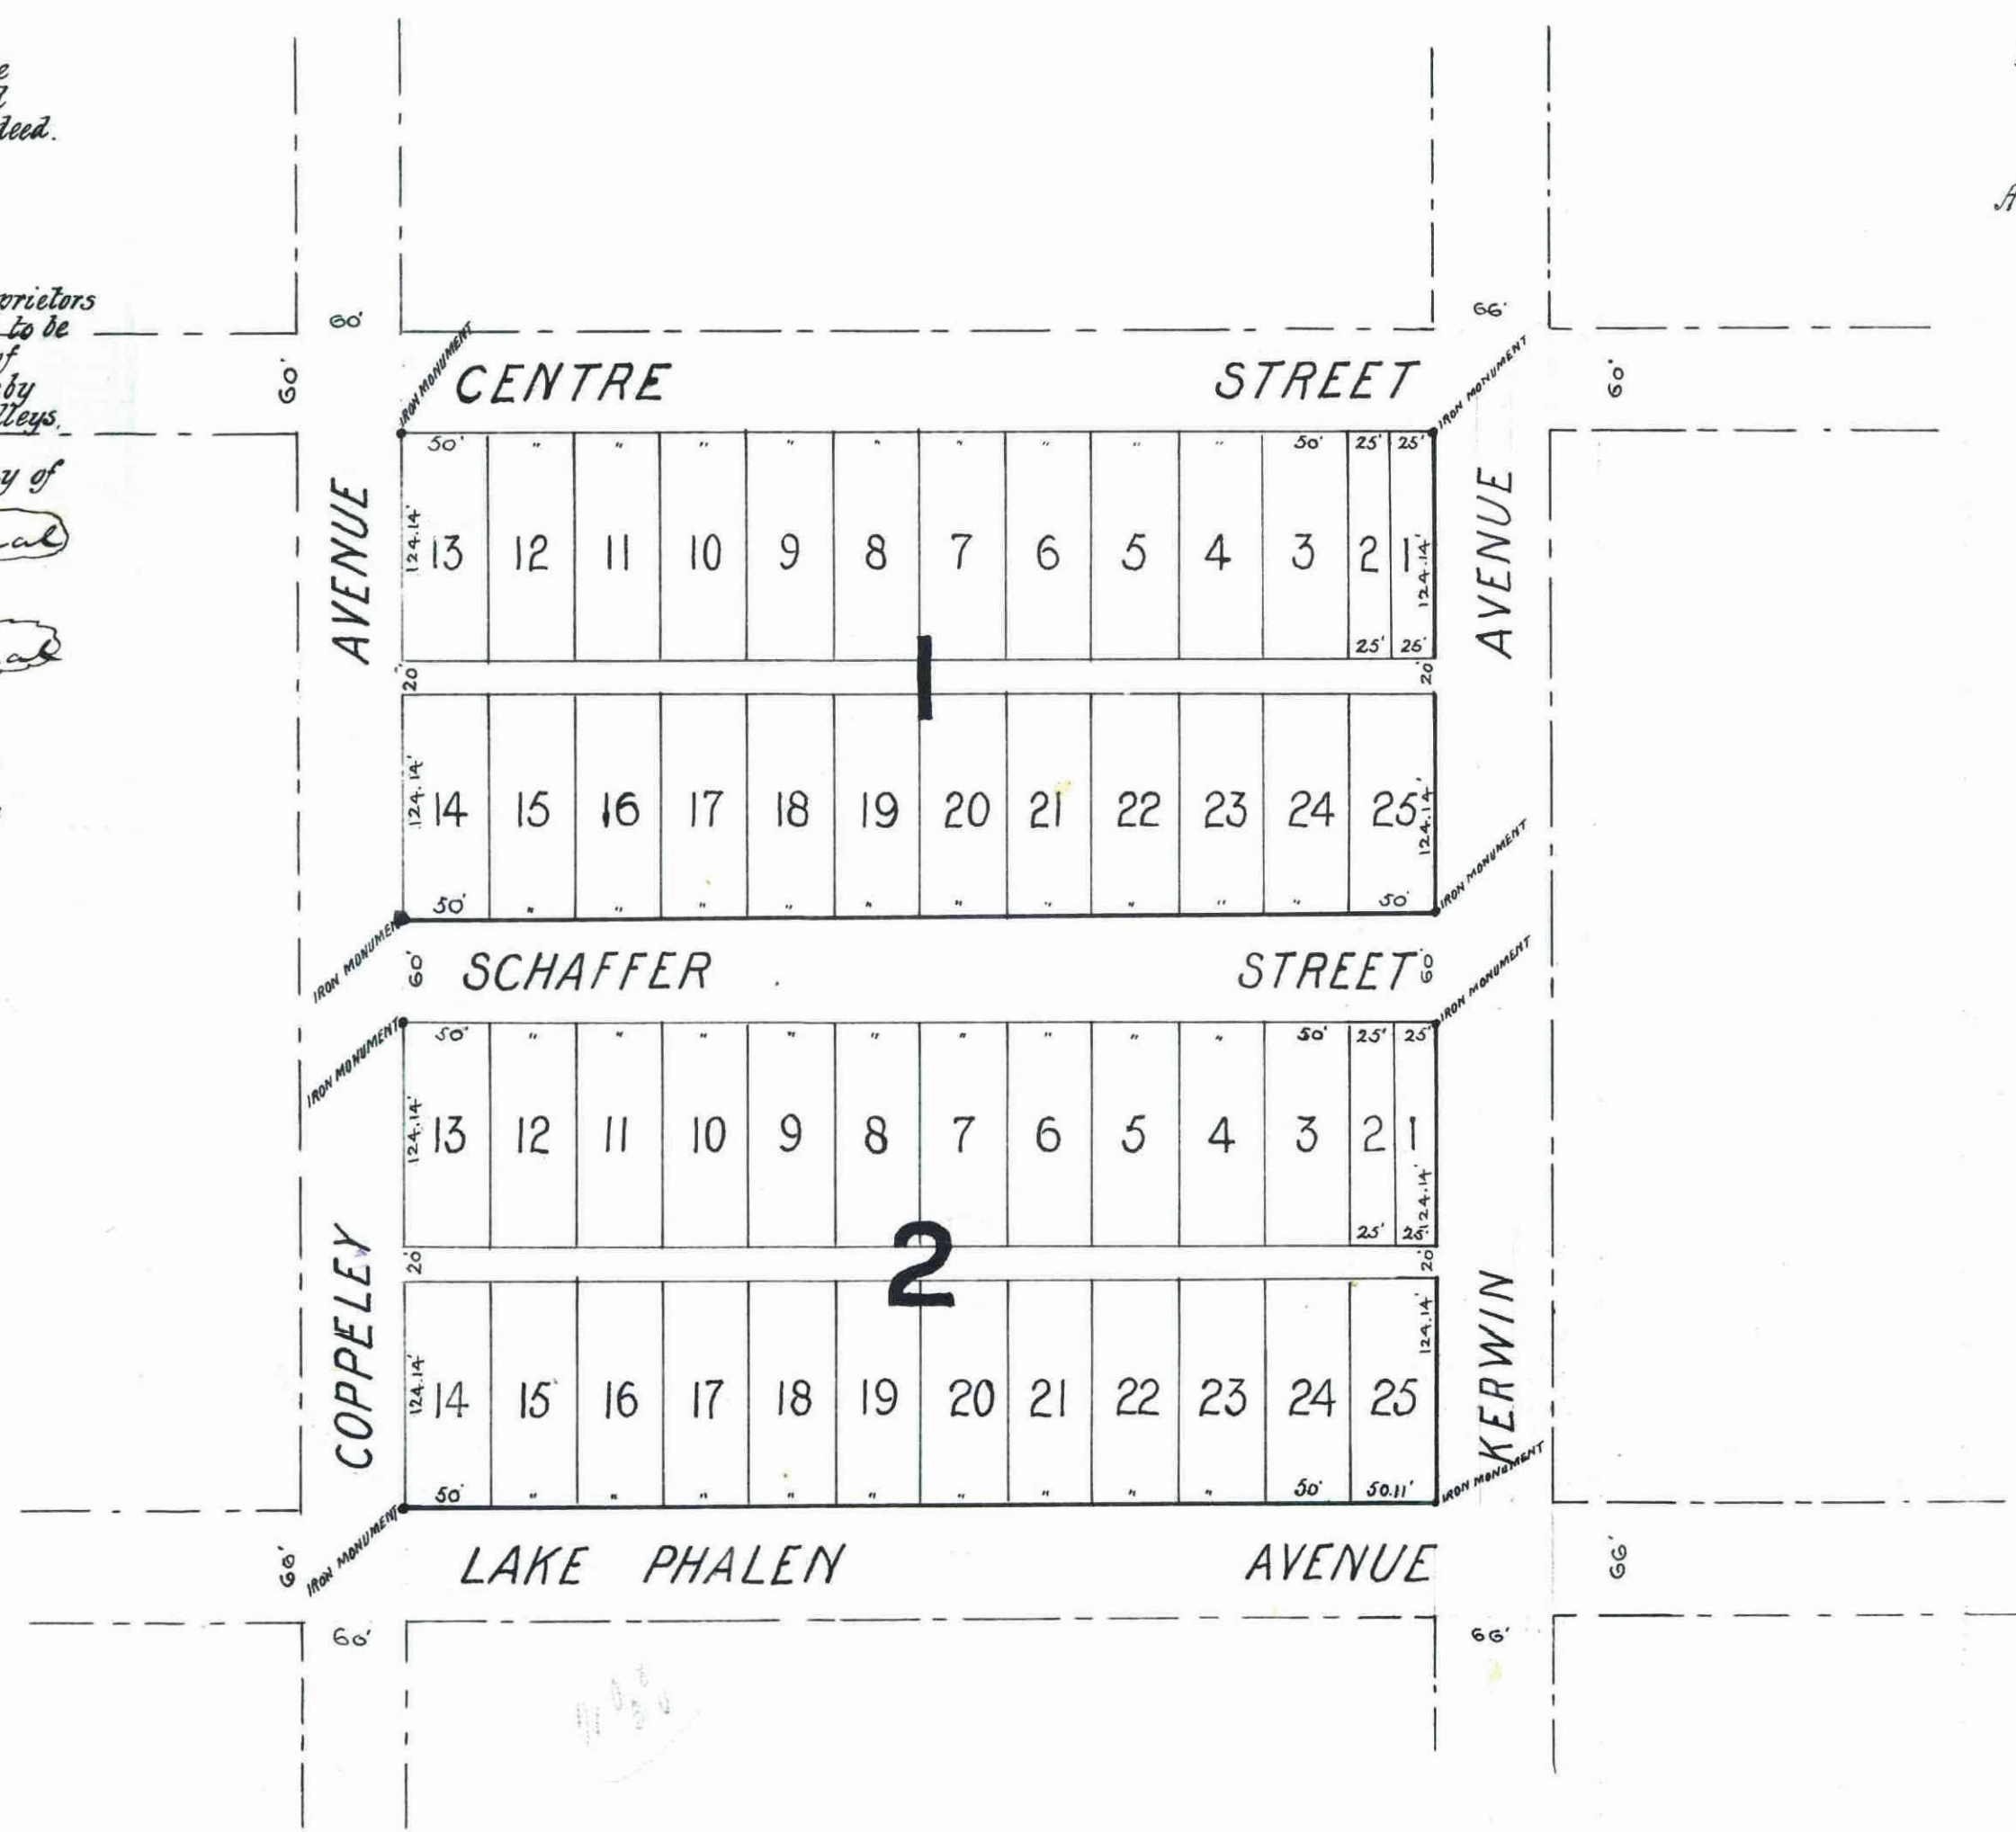 e
d
deed.
prietors
to be
of
by
lleys.
y of
al
al
A
60'
66'
60'
60'
IRON MONUMENT
CENTRE STREET
IRON MONUMENT
50' " " " " " " " " " 50' 25' 25'
AVENUE
AVENUE
124.14'
13 12 11 10 9 8 7 6 5 4 3 2 1
124.14'
25' 25'
20'
1
20'
124.14'
14 15 16 17 18 19 20 21 22 23 24 25
124.14'
50' " " " " " " " " " " 50'
IRON MONUMENT
IRON MONUMENT
60' SCHAFFER STREET 60'
IRON MONUMENT
IRON MONUMENT
50' " " " " " " " " " 50' 25' 25'
124.14'
13 12 11 10 9 8 7 6 5 4 3 2 1
124.14'
25' 25'
20'
2
20'
COPPELEY
KERWIN
124.14'
14 15 16 17 18 19 20 21 22 23 24 25
124.14'
50' " " " " " " " " " 50' 50.11'
IRON MONUMENT
IRON MONUMENT
66'
LAKE PHALEN AVENUE
66'
60'
66'